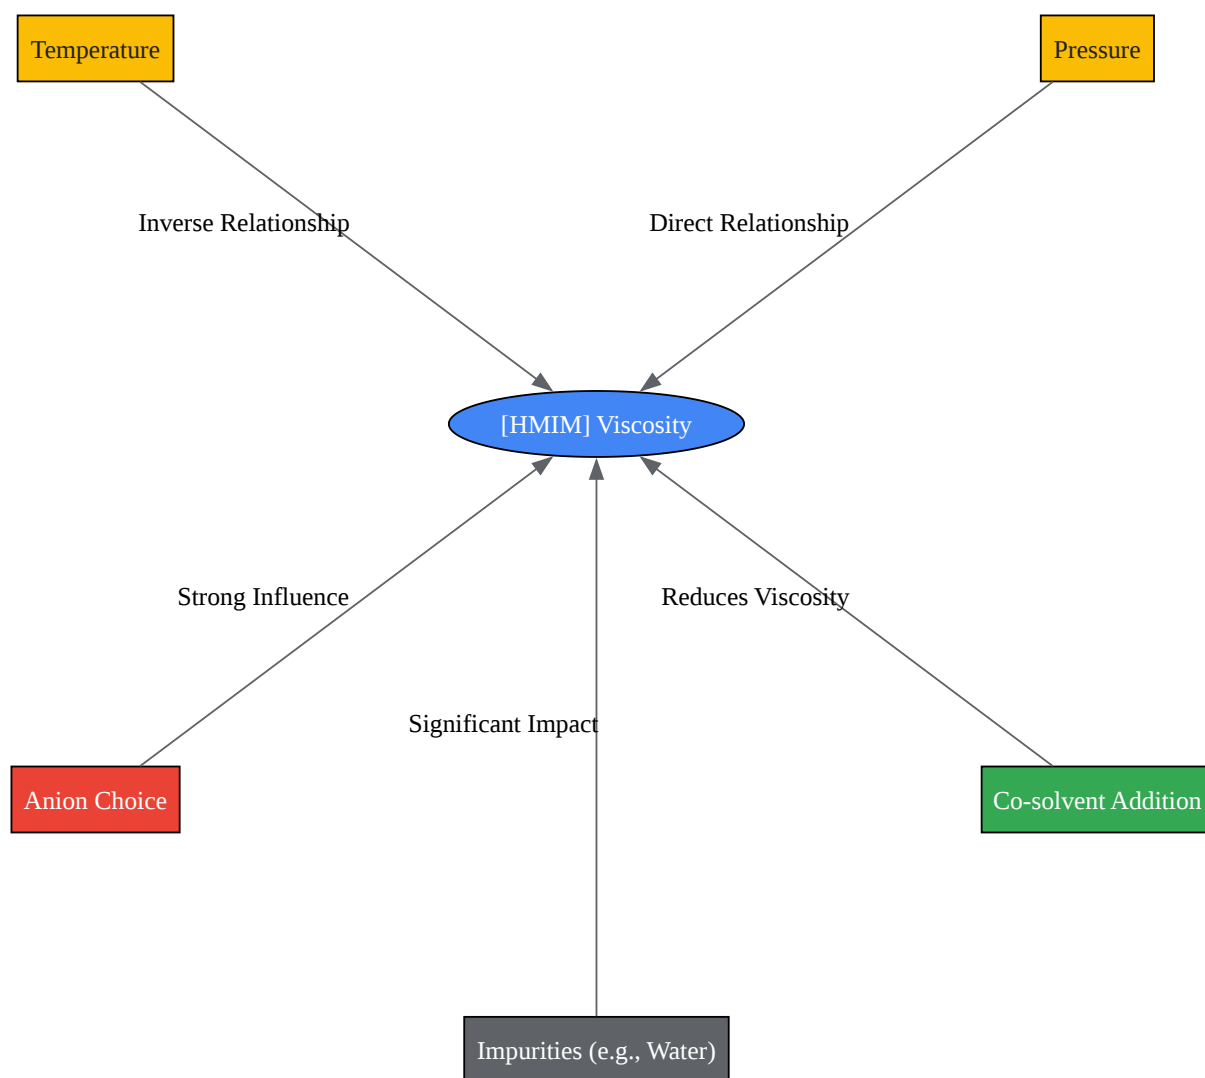 Temperature
Pressure
Inverse Relationship
Direct Relationship
[HMIM] Viscosity
Strong Influence
Reduces Viscosity
Significant Impact
Anion Choice
Co-solvent Addition
Impurities (e.g., Water)